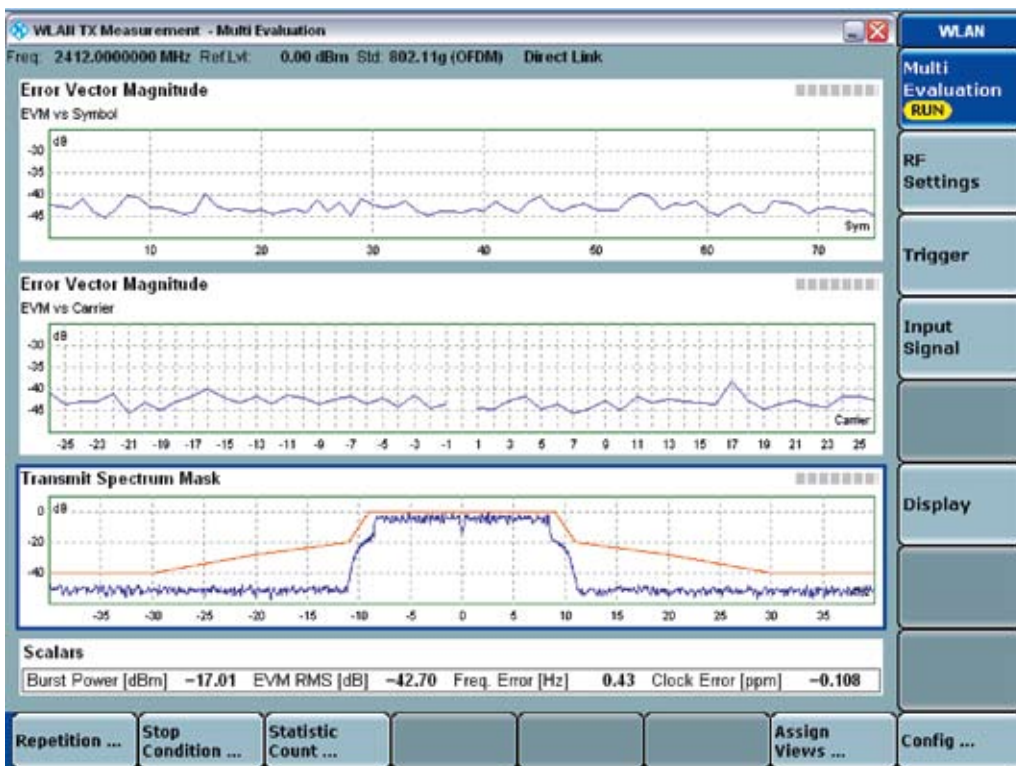 WLAN TX Measurement - Multi Evaluation
Freq: 2412.0000000 MHz Ref.Lvl: 0.00 dBm Std: 802.11g (OFDM) Direct Link
Error Vector Magnitude
EVM vs Symbol
dB
-30
-35
-40
-45
Sym
10 20 30 40 50 60 70
Error Vector Magnitude
EVM vs Carrier
dB
-30
-35
-40
-45
Carrier
-25 -23 -21 -19 -17 -15 -13 -11 -9 -7 -5 -3 -1 1 3 5 7 9 11 13 15 17 19 21 23 25
Transmit Spectrum Mask
dB
0
-20
-40
-35 -30 -25 -20 -15 -10 -5 0 5 10 15 20 25 30 35
Scalars
Burst Power [dBm] -17.01 EVM RMS [dB] -42.70 Freq. Error [Hz] 0.43 Clock Error [ppm] -0.108
WLAN
Multi
Evaluation
RUN
RF
Settings
Trigger
Input
Signal
Display
Repetition ...
Stop
Condition ...
Statistic
Count ...
Assign
Views ...
Config ...